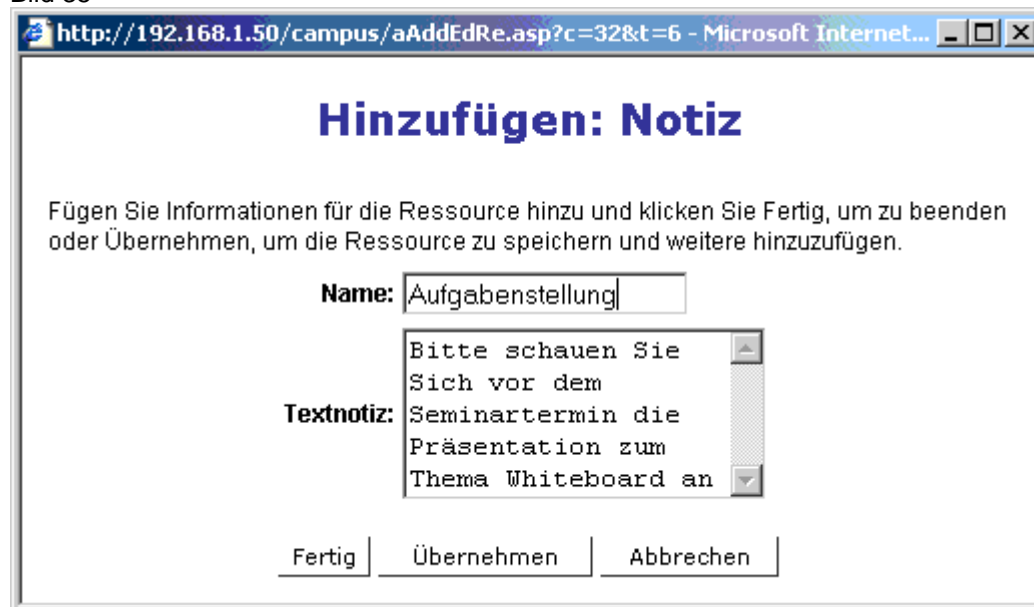 http://192.168.1.50/campus/aAddEdRe.asp?c=32&t=6 - Microsoft Internet...
Hinzufügen: Notiz
Fügen Sie Informationen für die Ressource hinzu und klicken Sie Fertig, um zu beenden
oder Übernehmen, um die Ressource zu speichern und weitere hinzuzufügen.
Name: Aufgabenstellung
Textnotiz: Bitte schauen Sie
Sich vor dem
Seminartermin die
Präsentation zum
Thema Whiteboard an
Fertig Übernehmen Abbrechen